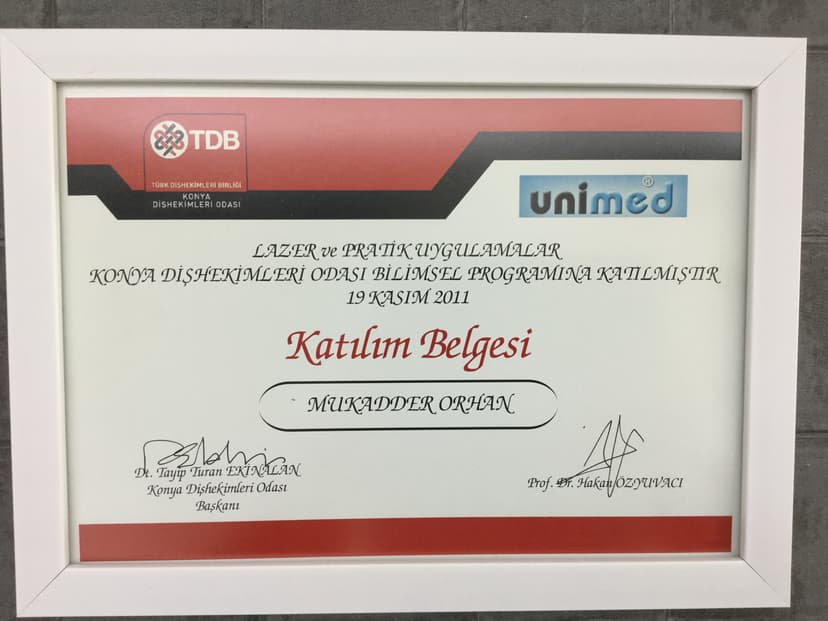 TDB
TÜRK DİŞHEKİMLERİ BİRLİĞİ
KONYA
DİŞHEKİMLERİ ODASI
unimed®
LAZER ve PRATİK UYGULAMALAR
KONYA DİŞHEKİMLERİ ODASI BİLİMSEL PROGRAMINA KATILMIŞTIR
19 KASIM 2011
Katılım Belgesi
MUKADDER ORHAN
Dt. Tayıp Turan EKİNALAN
Konya Dişhekimleri Odası
Başkanı
Prof. Dr. Hakan ÖZYUVACI